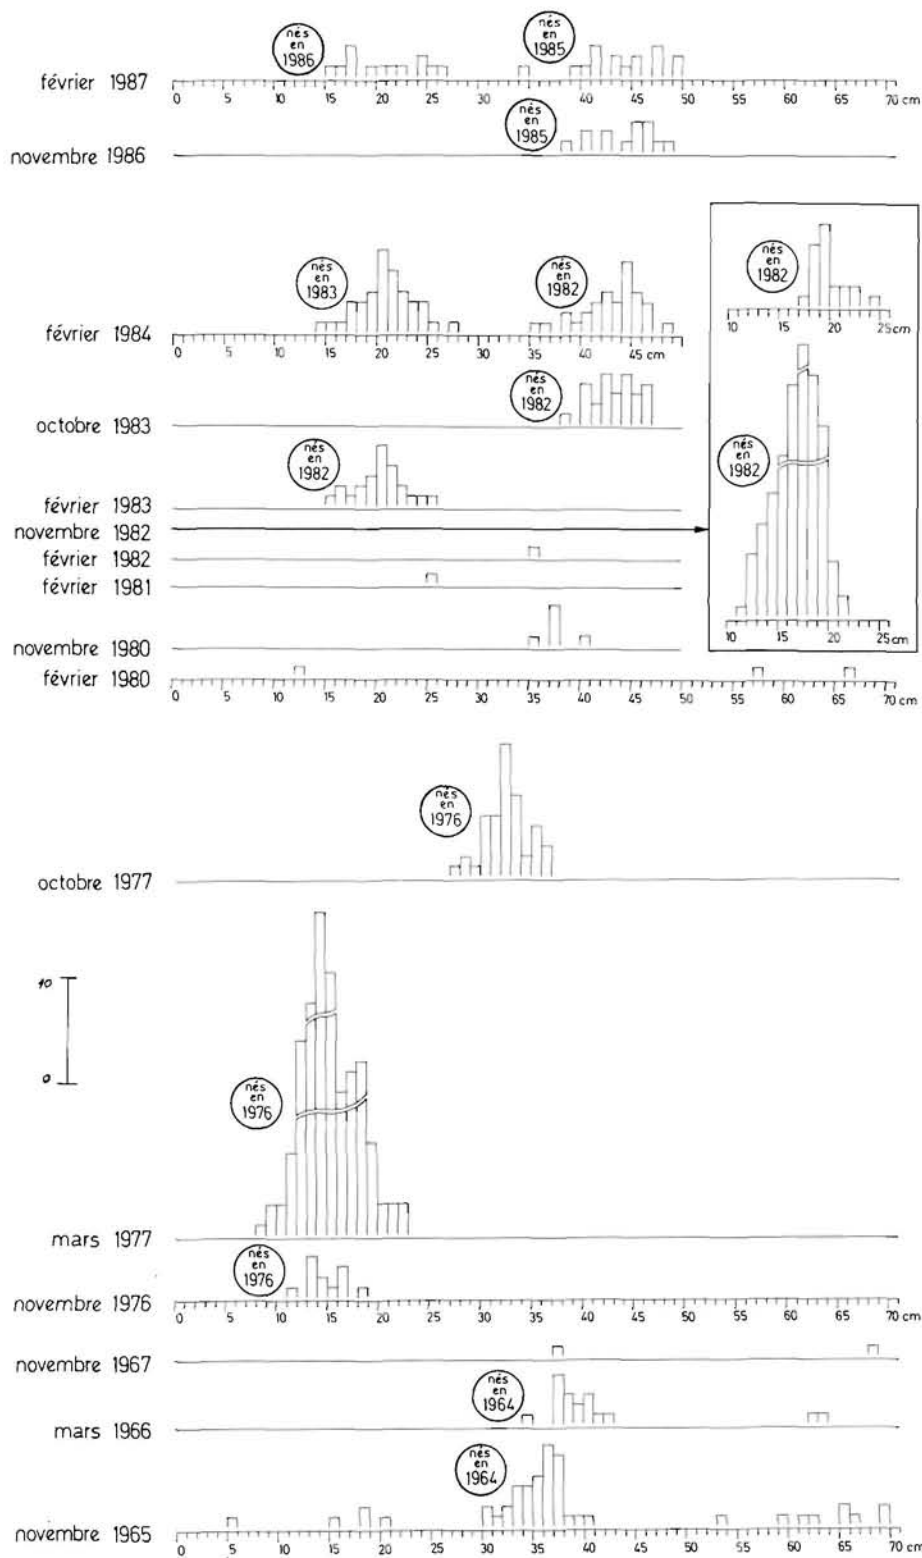 nés
en
1986
nés
en
1985
février 1987
0 5 10 15 20 25 30 35 40 45 50 55 60 65 70 cm
nés
en
1985
novembre 1986
nés
en
1983
nés
en
1982
février 1984
0 5 10 15 20 25 30 35 40 45 cm
nés
en
1982
10 20 25 cm
nés
en
1982
octobre 1983
nés
en
1982
février 1983
nés
en
1982
10 15 20 25 cm
novembre 1982
février 1982
février 1981
novembre 1980
février 1980
0 5 10 15 20 25 30 35 40 45 50 55 60 65 70 cm
nés
en
1976
octobre 1977
10
0
nés
en
1976
mars 1977
nés
en
1976
novembre 1976
0 5 10 15 20 25 30 35 40 45 50 55 60 65 70 cm
novembre 1967
nés
en
1964
mars 1966
nés
en
1964
novembre 1965
0 5 10 15 20 25 30 35 40 45 50 55 60 65 70 cm